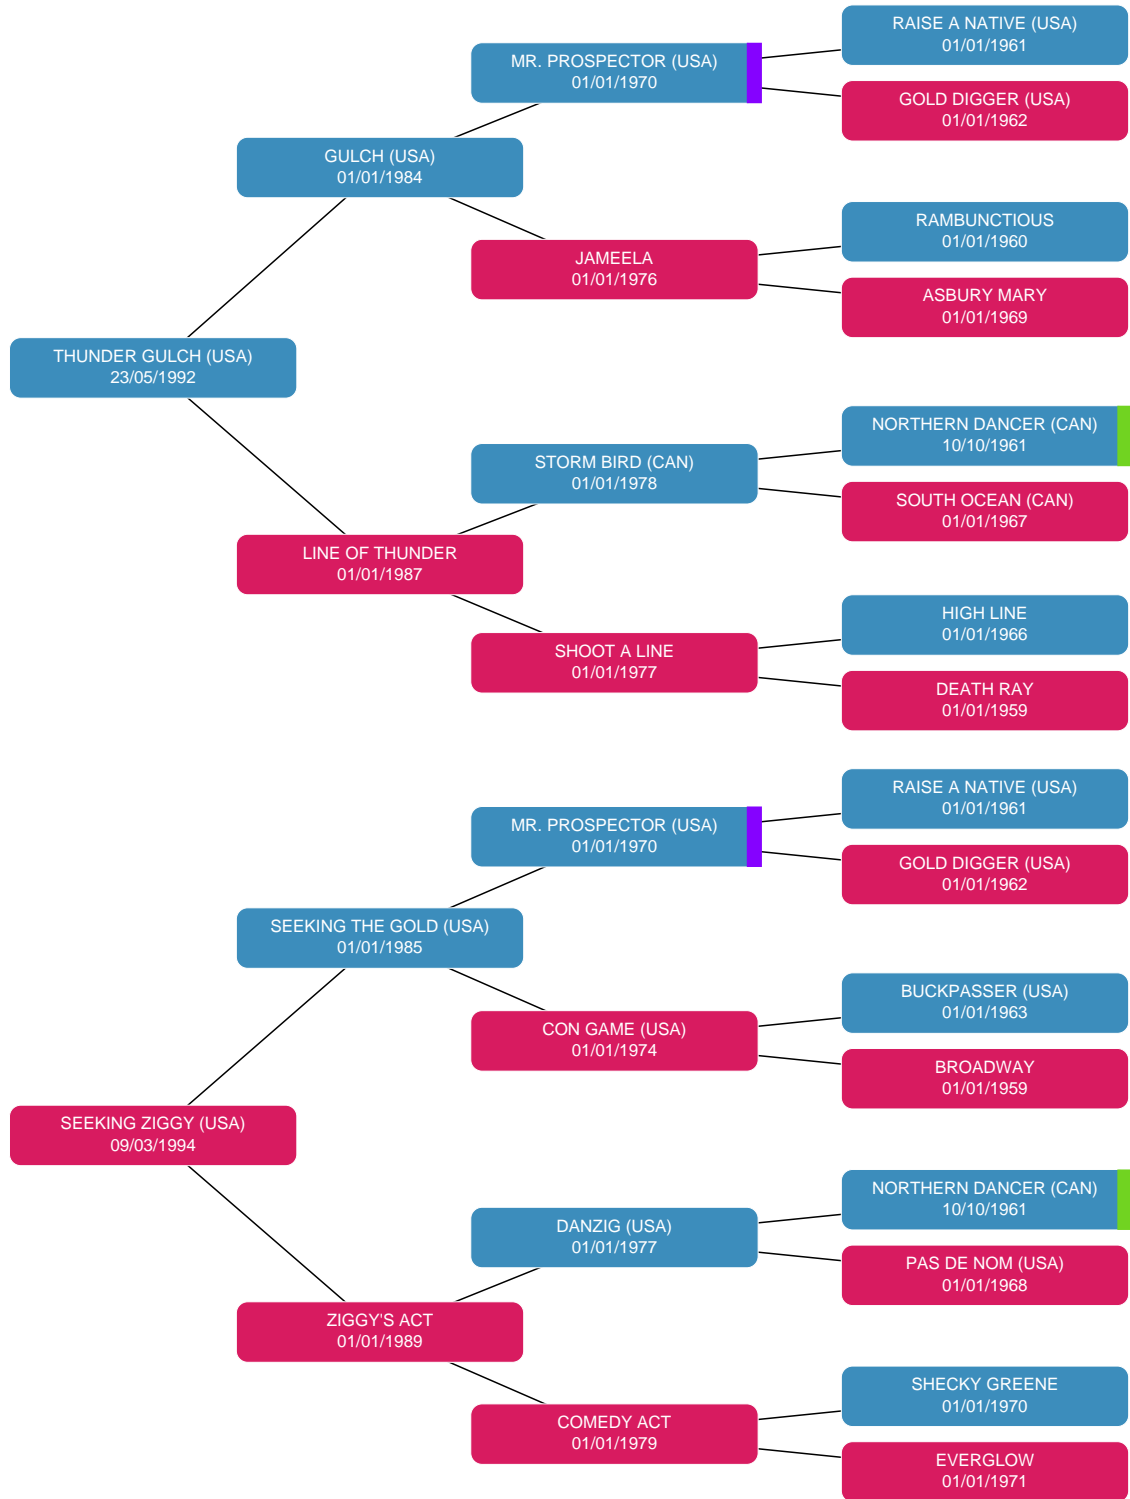 RAISE A NATIVE (USA)
01/01/1961
MR. PROSPECTOR (USA)
01/01/1970
GOLD DIGGER (USA)
01/01/1962
GULCH (USA)
01/01/1984
RAMBUNCTIOUS
01/01/1960
JAMEELA
01/01/1976
ASBURY MARY
01/01/1969
THUNDER GULCH (USA)
23/05/1992
NORTHERN DANCER (CAN)
10/10/1961
STORM BIRD (CAN)
01/01/1978
SOUTH OCEAN (CAN)
01/01/1967
LINE OF THUNDER
01/01/1987
HIGH LINE
01/01/1966
SHOOT A LINE
01/01/1977
DEATH RAY
01/01/1959
RAISE A NATIVE (USA)
01/01/1961
MR. PROSPECTOR (USA)
01/01/1970
GOLD DIGGER (USA)
01/01/1962
SEEKING THE GOLD (USA)
01/01/1985
BUCKPASSER (USA)
01/01/1963
CON GAME (USA)
01/01/1974
BROADWAY
01/01/1959
SEEKING ZIGGY (USA)
09/03/1994
NORTHERN DANCER (CAN)
10/10/1961
DANZIG (USA)
01/01/1977
PAS DE NOM (USA)
01/01/1968
ZIGGY'S ACT
01/01/1989
SHECKY GREENE
01/01/1970
COMEDY ACT
01/01/1979
EVERGLOW
01/01/1971